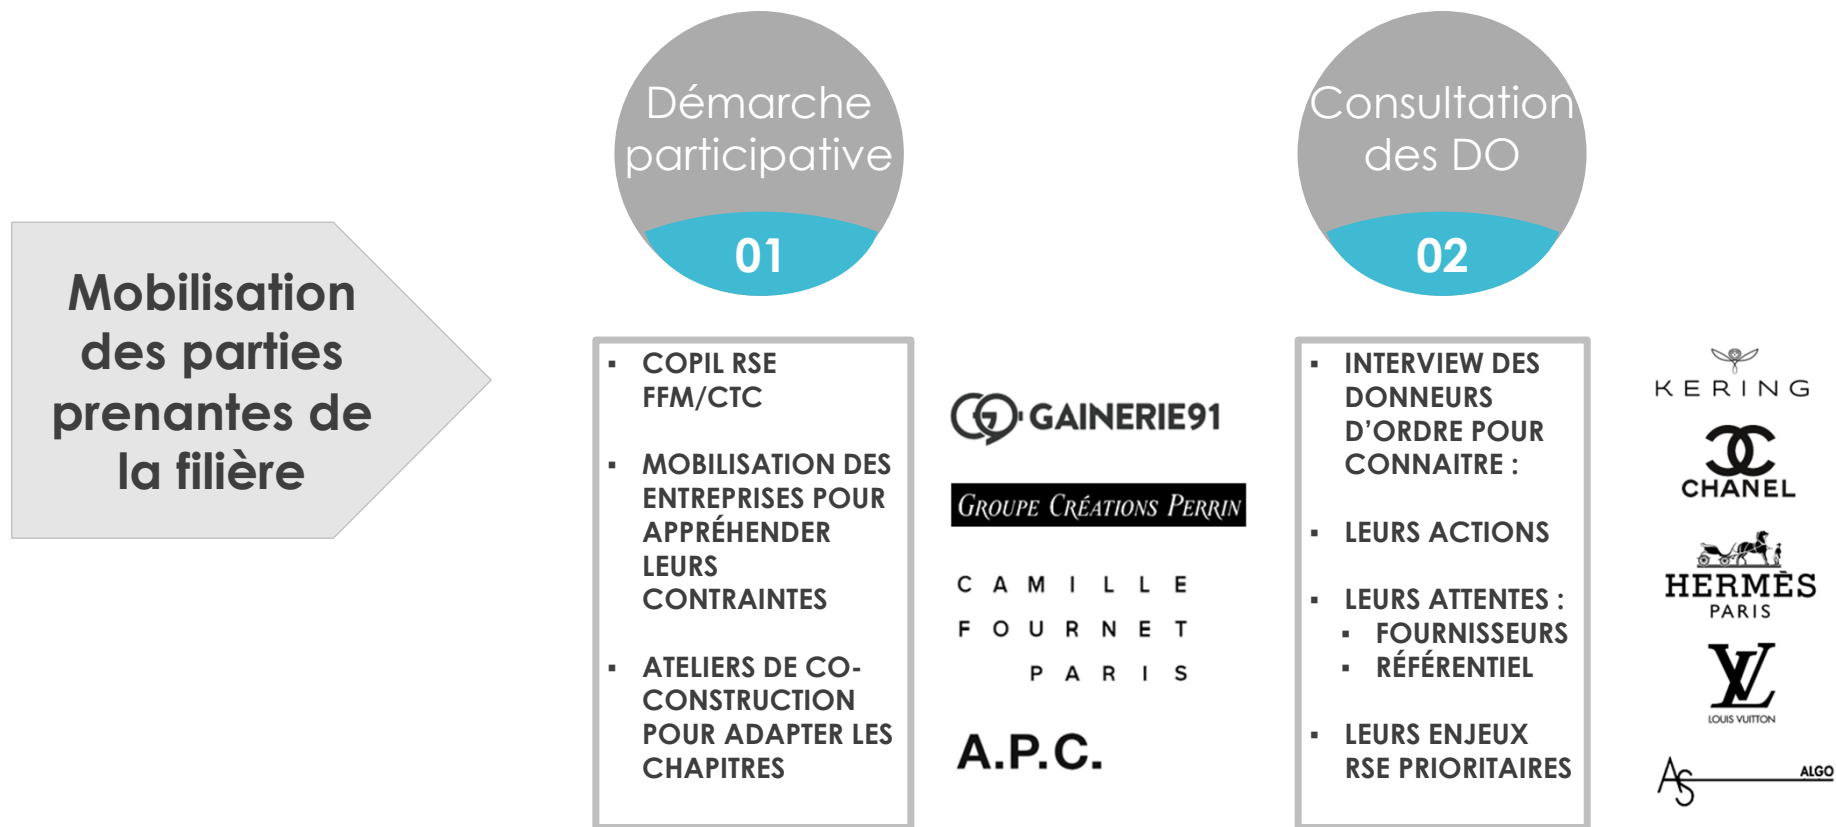 Mobilisation
des parties
prenantes de
la filière
Démarche
participative
01
▪ COPIL RSE
FFM/CTC
▪ MOBILISATION DES
ENTREPRISES POUR
APPRÉHENDER
LEURS
CONTRAINTES
▪ ATELIERS DE CO-
CONSTRUCTION
POUR ADAPTER LES
CHAPITRES
GAINERIE91
GROUPE CRÉATIONS PERRIN
CAMILLE
FOURNET
PARIS
A.P.C.
Consultation
des DO
02
▪ INTERVIEW DES
DONNEURS
D’ORDRE POUR
CONNAITRE :
▪ LEURS ACTIONS
▪ LEURS ATTENTES :
▪ FOURNISSEURS
▪ RÉFÉRENTIEL
▪ LEURS ENJEUX
RSE PRIORITAIRES
KERING
CHANEL
HERMÈS
PARIS
LV
LOUIS VUITTON
AS ALGO